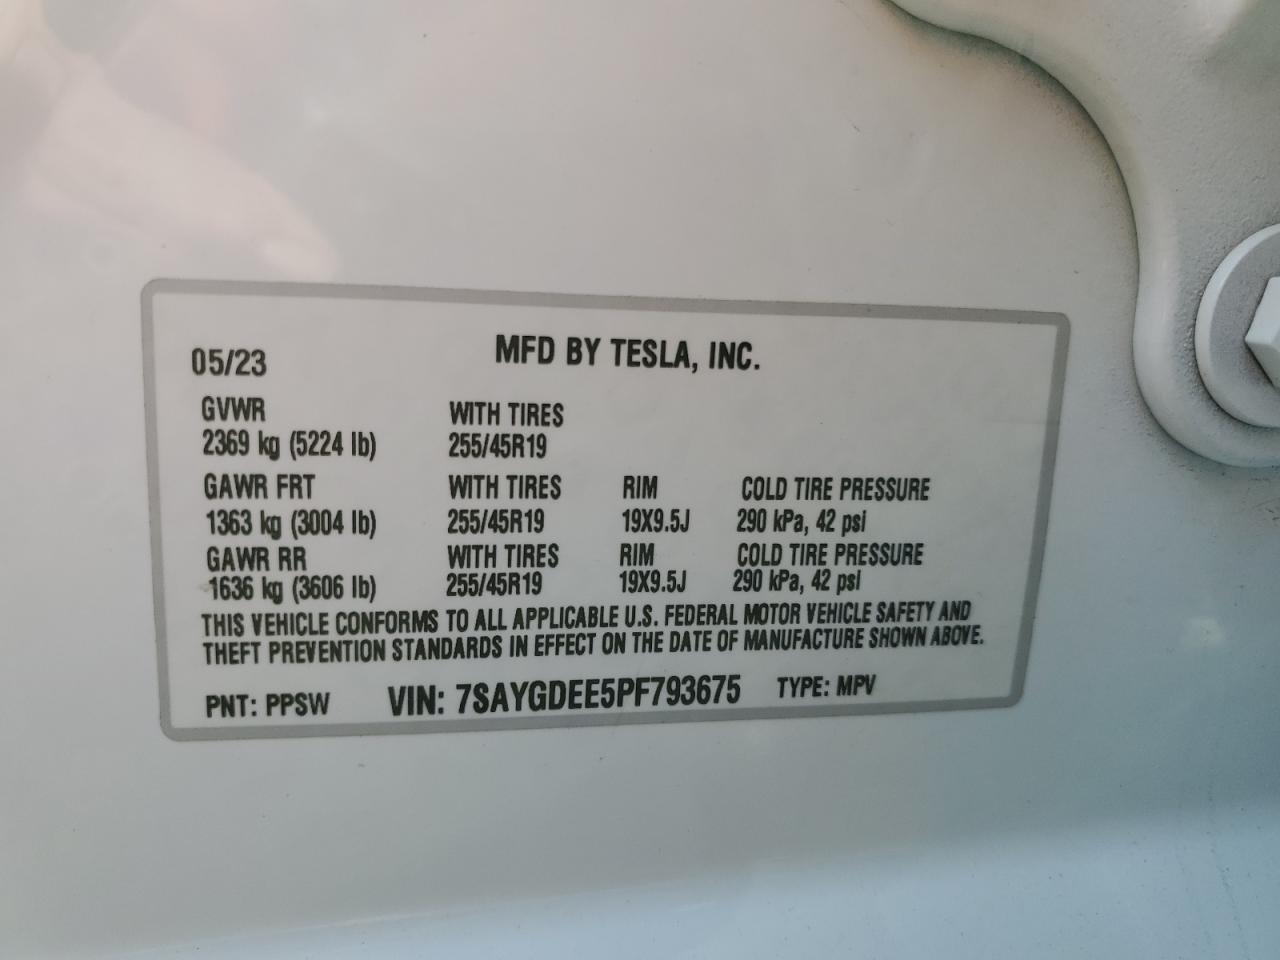 05/23 MFD BY TESLA, INC.
GVWR WITH TIRES
2369 kg (5224 lb) 255/45R19
GAWR FRT WITH TIRES RIM COLD TIRE PRESSURE
1363 kg (3004 lb) 255/45R19 19X9.5J 290 kPa, 42 psi
GAWR RR WITH TIRES RIM COLD TIRE PRESSURE
1636 kg (3606 lb) 255/45R19 19X9.5J 290 kPa, 42 psi
THIS VEHICLE CONFORMS TO ALL APPLICABLE U.S. FEDERAL MOTOR VEHICLE SAFETY AND
THEFT PREVENTION STANDARDS IN EFFECT ON THE DATE OF MANUFACTURE SHOWN ABOVE.
PNT: PPSW VIN: 7SAYGDEE5PF793675 TYPE: MPV